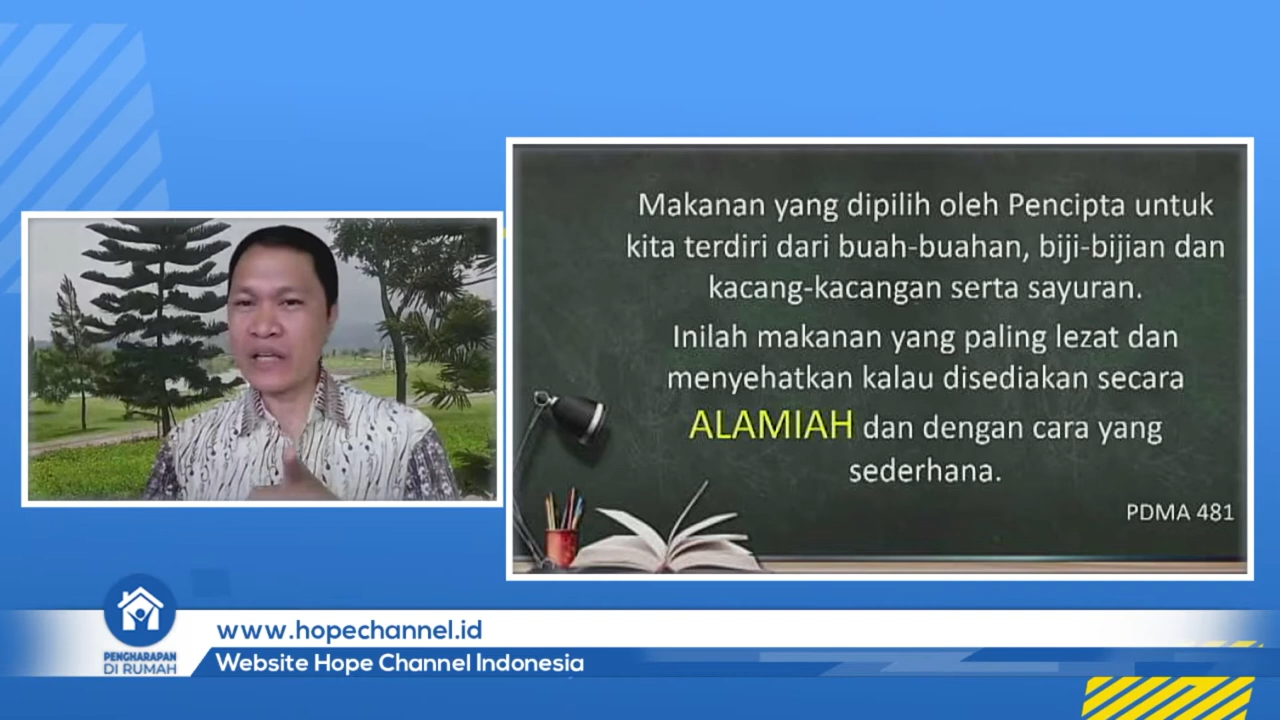 Makanan yang dipilih oleh Pencipta untuk
kita terdiri dari buah-buahan, biji-bijian dan
kacang-kacangan serta sayuran.
Inilah makanan yang paling lezat dan
menyehatkan kalau disediakan secara
ALAMIAH dan dengan cara yang
sederhana.
PDMA 481
www.hopechannel.id
Website Hope Channel Indonesia
PENGHARAPAN
DI RUMAH